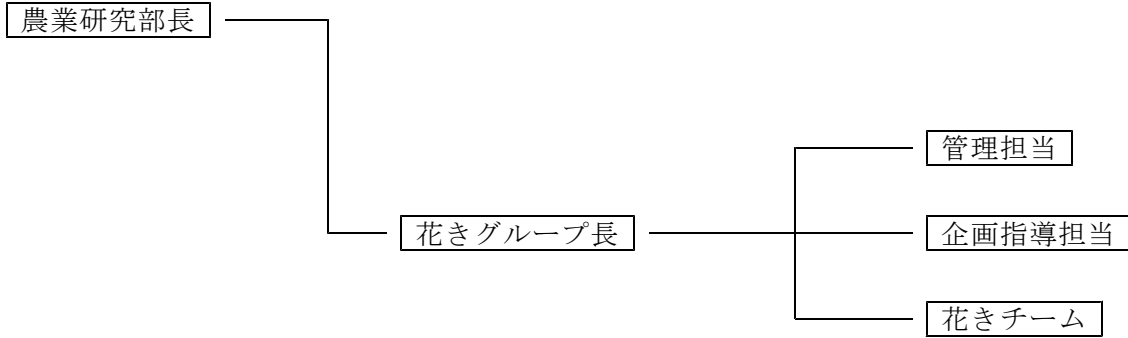 農業研究部長
管理担当
花きグループ長
企画指導担当
花きチーム